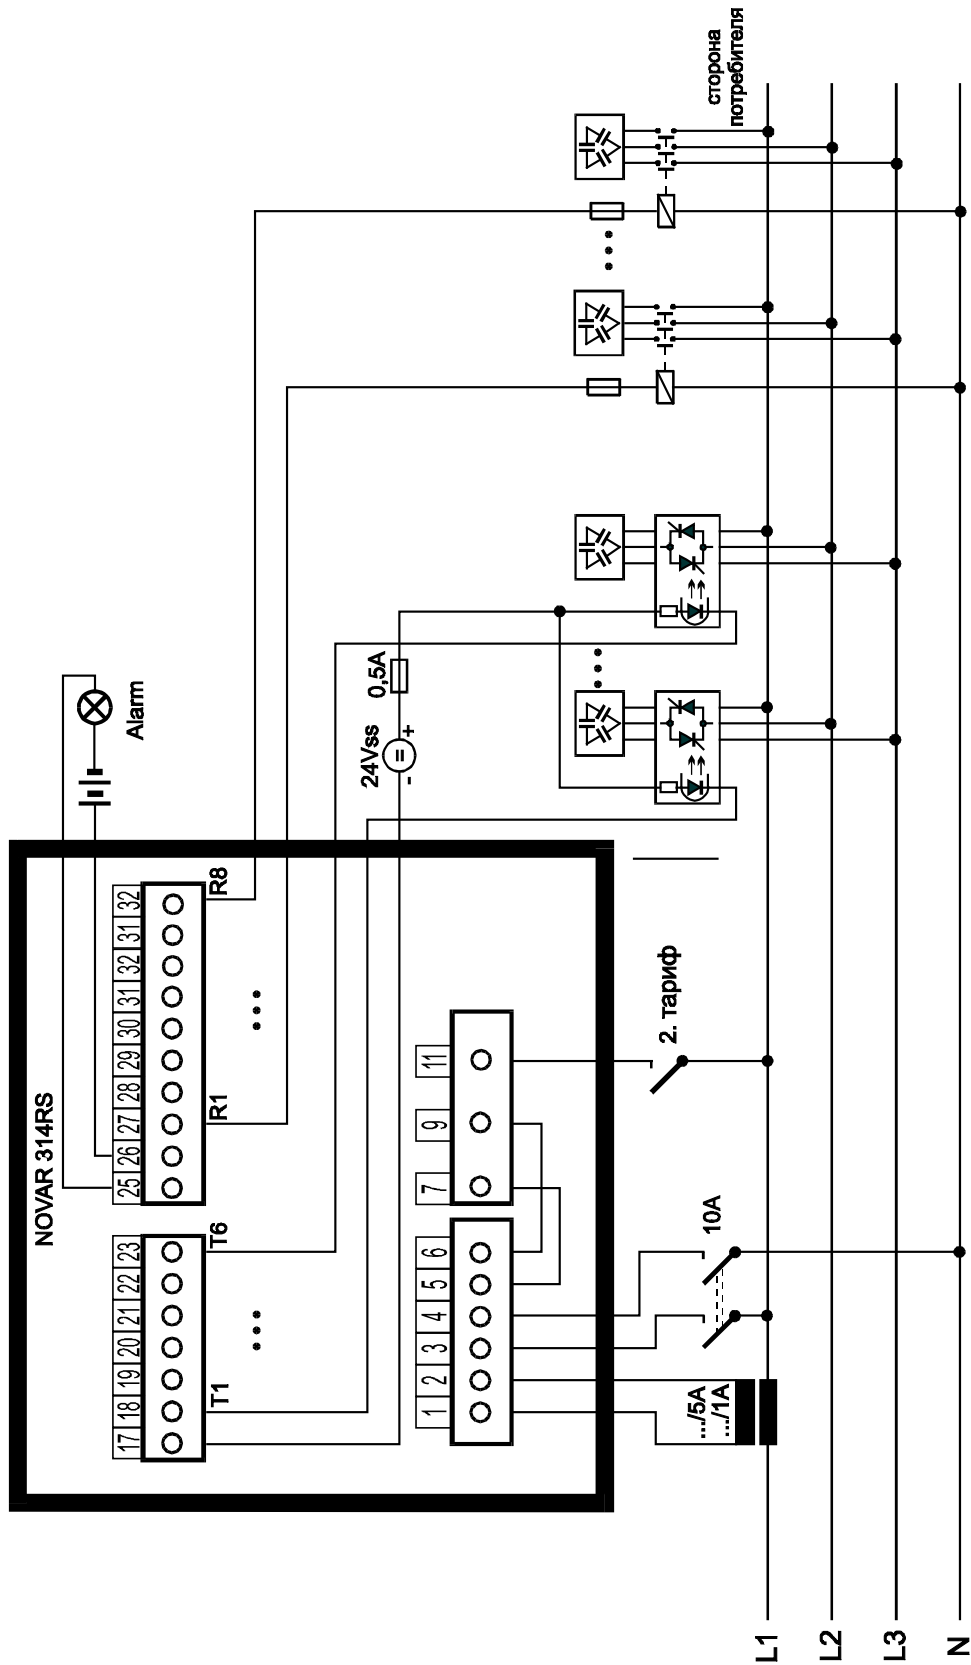 NOVAR 314RS
Alarm
17 18 19 20 21 22 23
25 26 27 28 29 30 31 32 31 32
T1 T6 R1 R8
24Vss 0,5A
- = +
1 2 3 4 5 6
7 9 11
2. тариф
.../5A
.../1A
10A
сторона
потребителя
L1
L2
L3
N